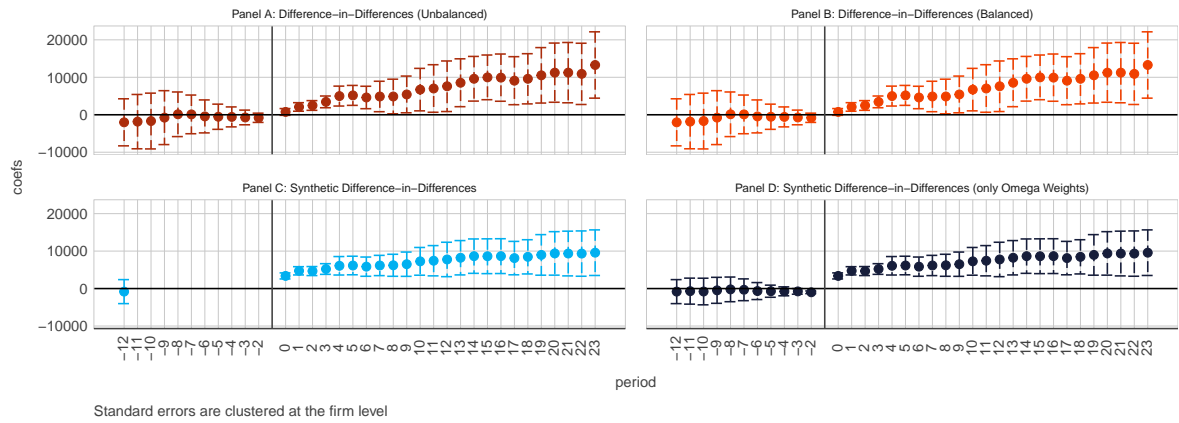 Panel A: Difference−in−Differences (Unbalanced)
Panel B: Difference−in−Differences (Balanced)
20000
10000
0
−10000
Panel C: Synthetic Difference−in−Differences
Panel D: Synthetic Difference−in−Differences (only Omega Weights)
20000
10000
0
−10000
coefs
−12 −11 −10 −9 −8 −7 −6 −5 −4 −3 −2 0 1 2 3 4 5 6 7 8 9 10 11 12 13 14 15 16 17 18 19 20 21 22 23
−12 −11 −10 −9 −8 −7 −6 −5 −4 −3 −2 0 1 2 3 4 5 6 7 8 9 10 11 12 13 14 15 16 17 18 19 20 21 22 23
period
Standard errors are clustered at the firm level